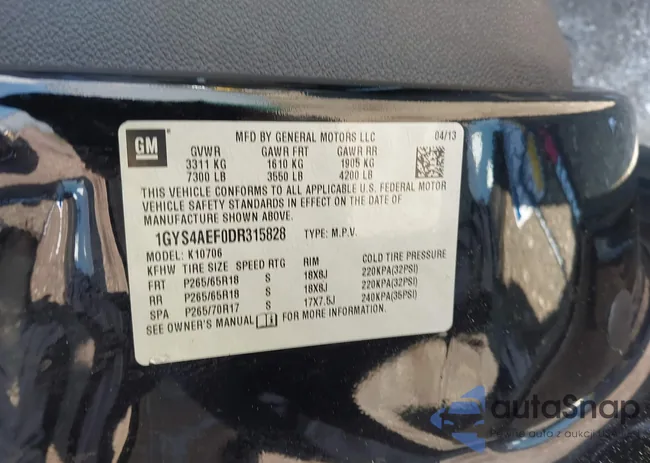 GM
MFD BY GENERAL MOTORS LLC 04/13
GVWR GAWR FRT GAWR RR
3311 KG 1610 KG 1905 KG
7300 LB 3550 LB 4200 LB
THIS VEHICLE CONFORMS TO ALL APPLICABLE U.S. FEDERAL MOTOR
VEHICLE SAFETY STANDARDS IN EFFECT ON THE DATE OF
MANUFACTURE SHOWN ABOVE.
1GYS4AEF0DR315828 TYPE: M.P.V.
MODEL: K10706
KFHW TIRE SIZE SPEED RTG RIM COLD TIRE PRESSURE
FRT P265/65R18 S 18X8J 220KPA(32PSI)
RR P265/65R18 S 18X8J 220KPA(32PSI)
SPA P265/70R17 S 17X7.5J 240KPA(35PSI)
SEE OWNER'S MANUAL FOR MORE INFORMATION.
autoSnap
Pewne auta z aukcji